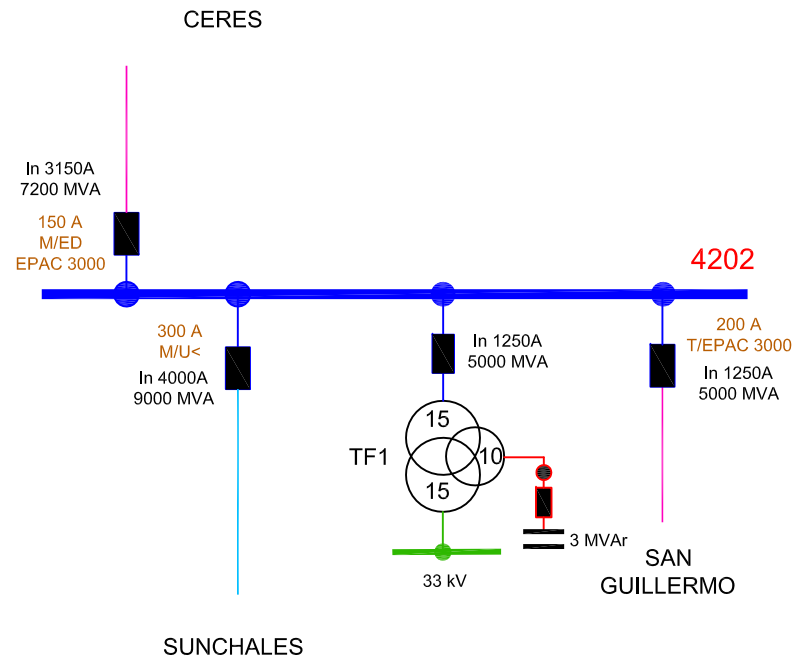 CERES
In 3150A
7200 MVA
150 A
M/ED
EPAC 3000
4202
300 A
M/U<
In 4000A
9000 MVA
In 1250A
5000 MVA
200 A
T/EPAC 3000
In 1250A
5000 MVA
15
TF1
10
15
3 MVAr
33 kV
SAN
GUILLERMO
SUNCHALES